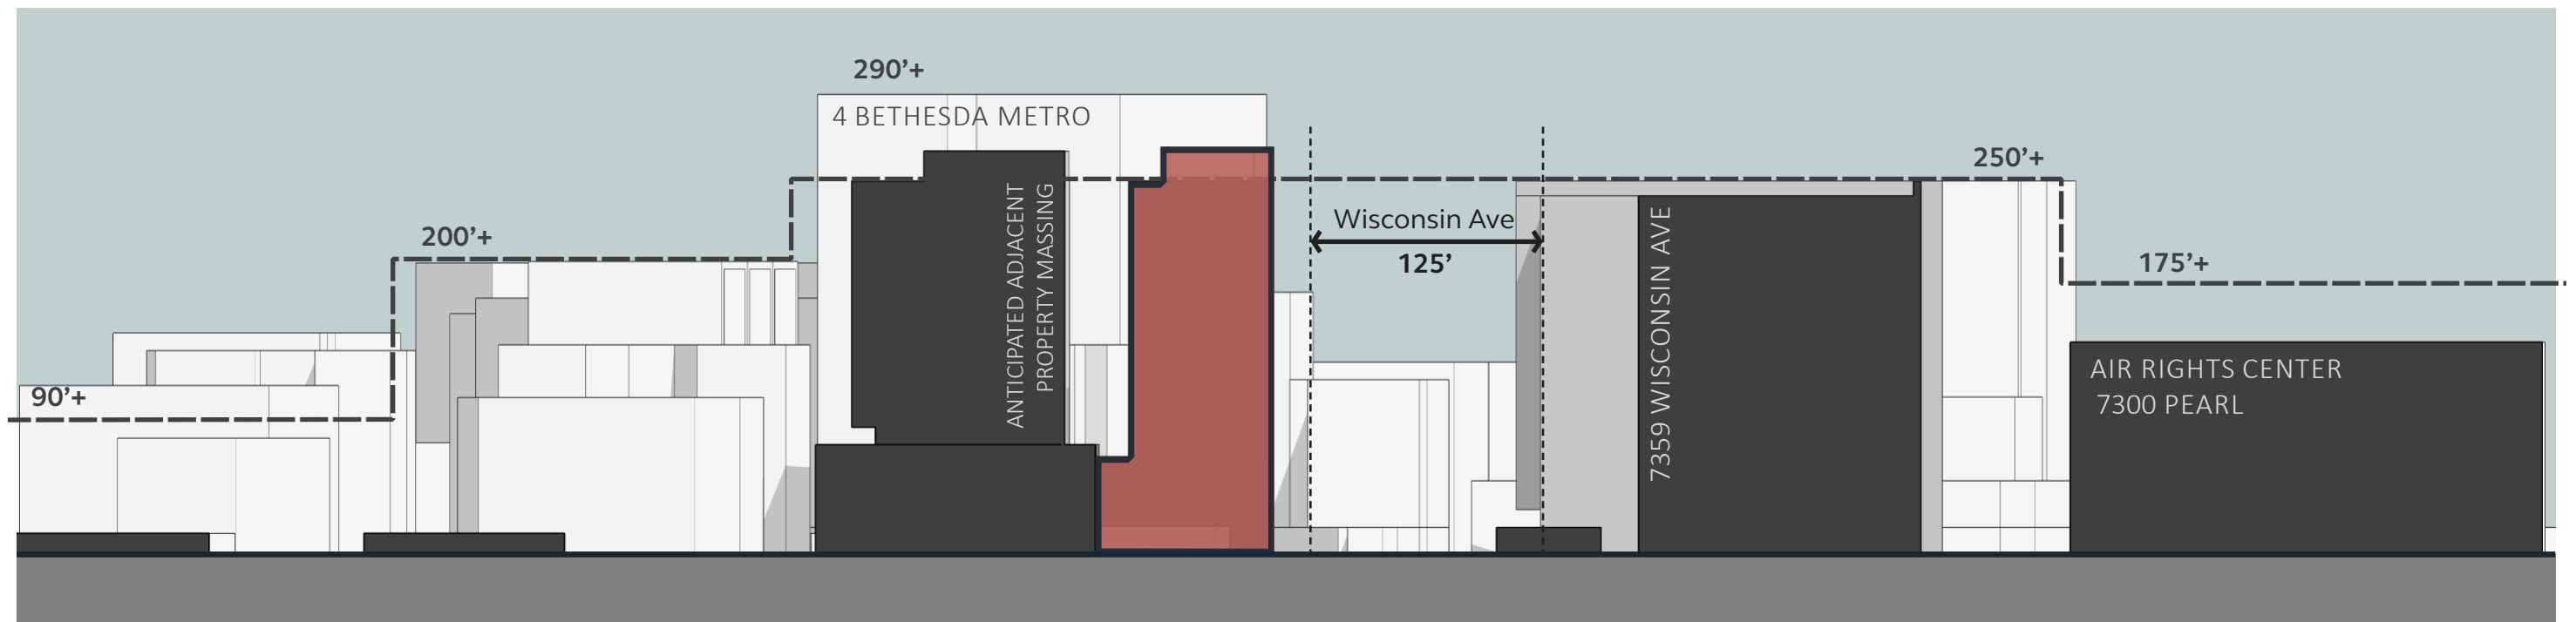 290’+
4 BETHESDA METRO
250’+
200’+
ANTICIPATED ADJACENT
PROPERTY MASSING
Wisconsin Ave
125’
7359 WISCONSIN AVE
175’+
90’+
AIR RIGHTS CENTER
7300 PEARL